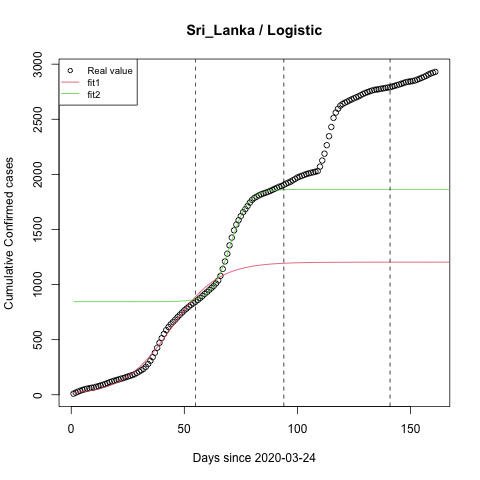 Sri_Lanka / Logistic
Real value
fit1
fit2
Cumulative Confirmed cases
0
500
1000
1500
2000
2500
3000
0 50 100 150
Days since 2020-03-24